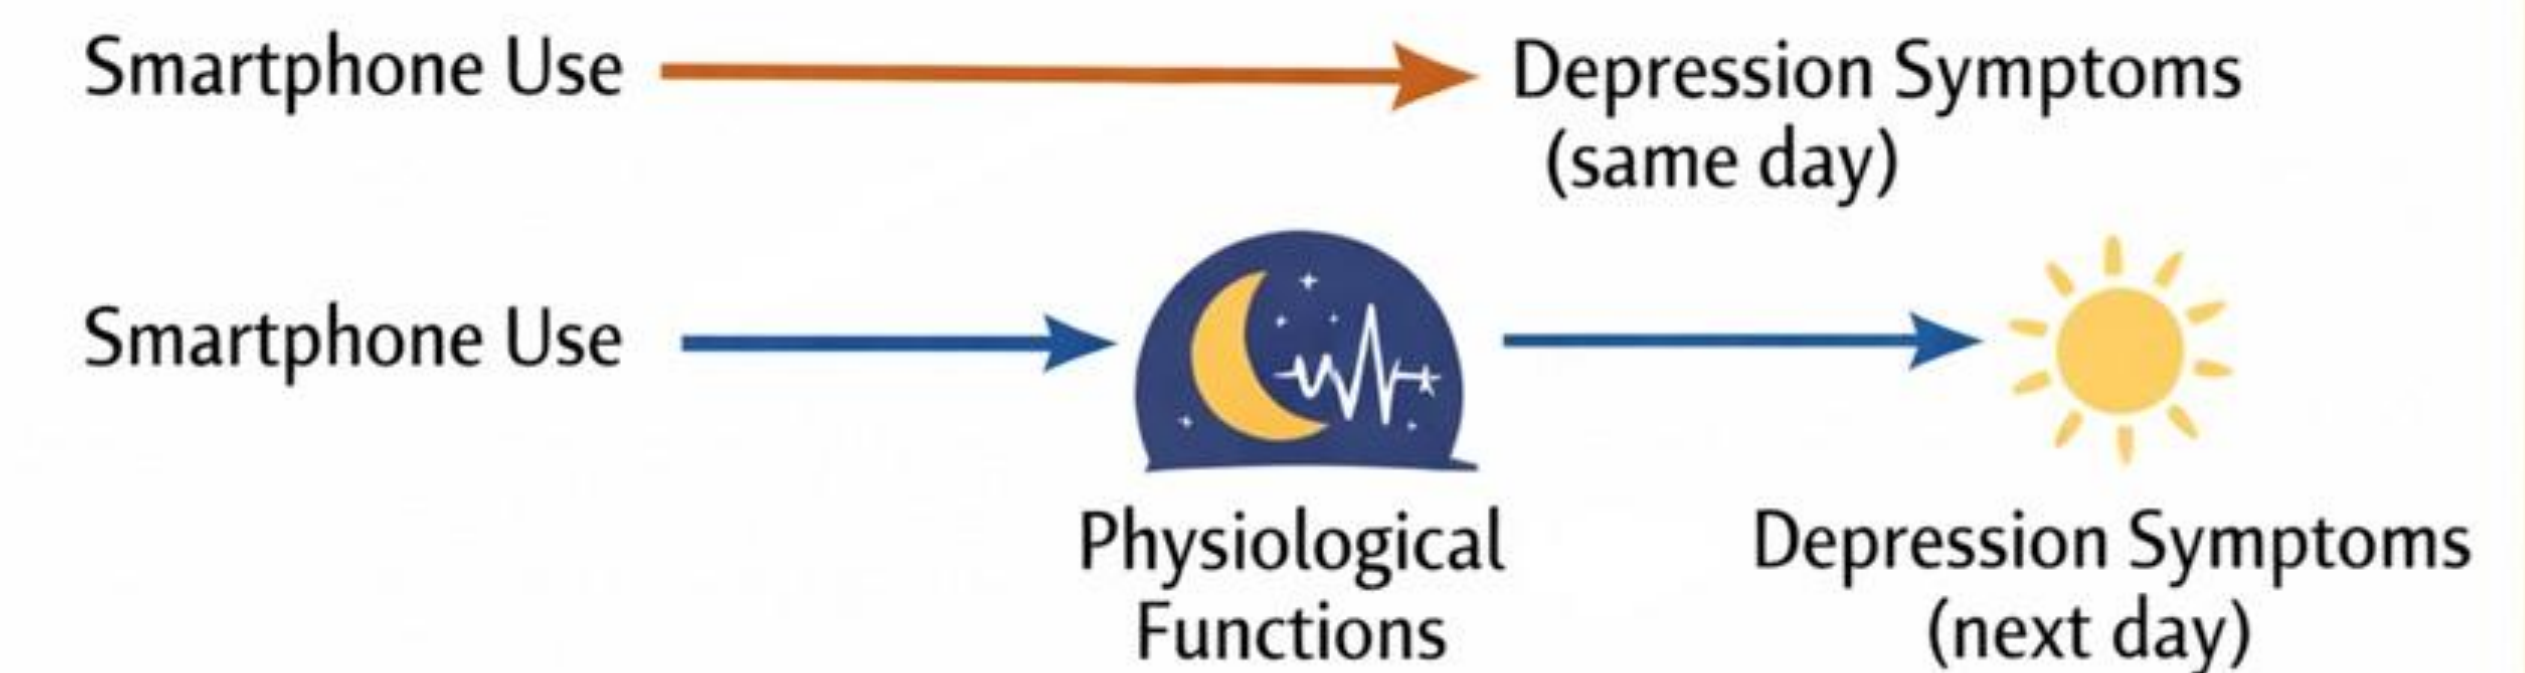 Smartphone Use
Depression Symptoms
(same day)
Smartphone Use
Physiological
Functions
Depression Symptoms
(next day)